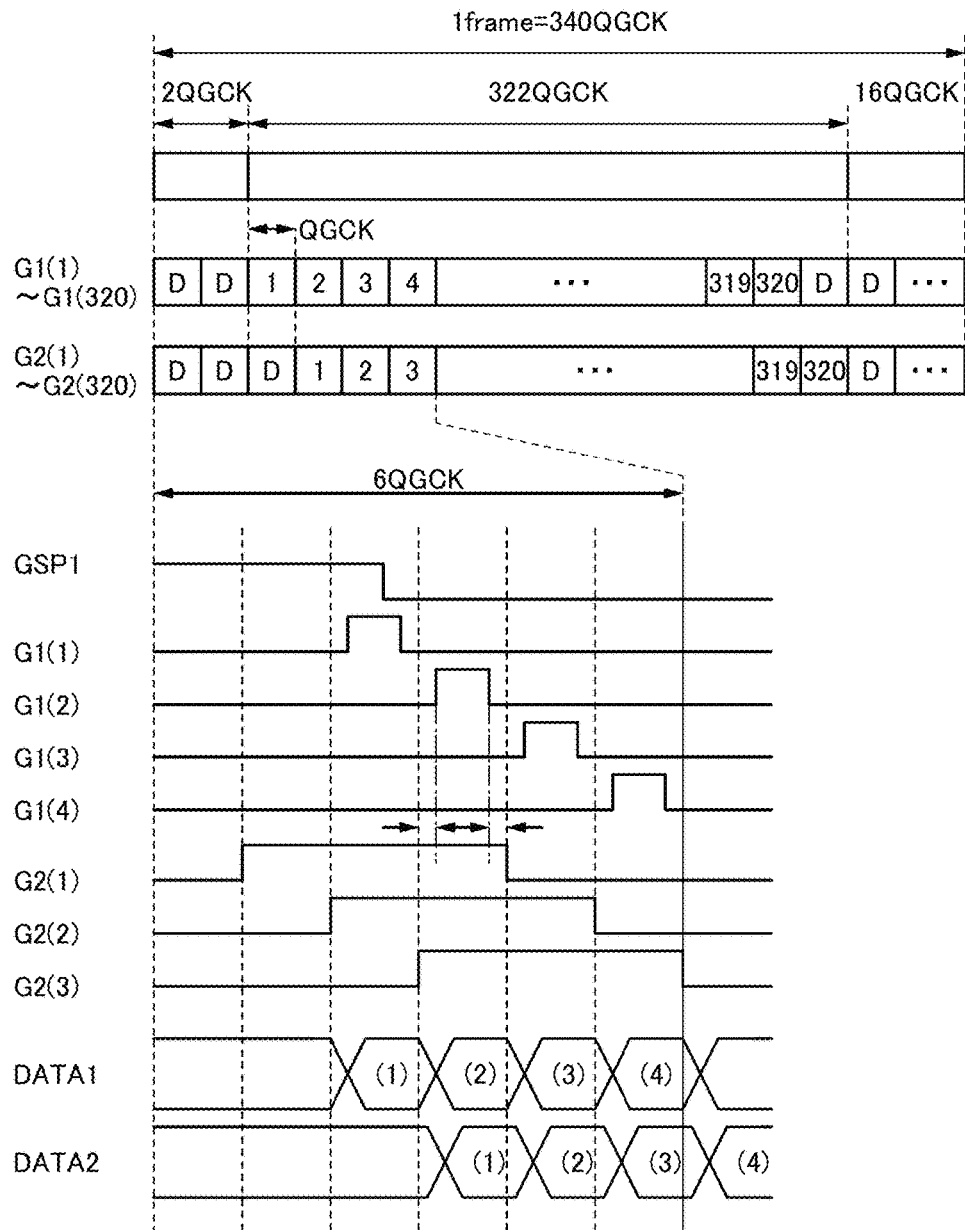 1frame=340QGCK
2QGCK 322QGCK 16QGCK
QGCK
G1(1)
~G1(320)
D D 1 2 3 4 ··· 319 320 D D ···
G2(1)
~G2(320)
D D D 1 2 3 ··· 319 320 D ···
6QGCK
GSP1
G1(1)
G1(2)
G1(3)
G1(4)
G2(1)
G2(2)
G2(3)
DATA1 (1) (2) (3) (4)
DATA2 (1) (2) (3) (4)